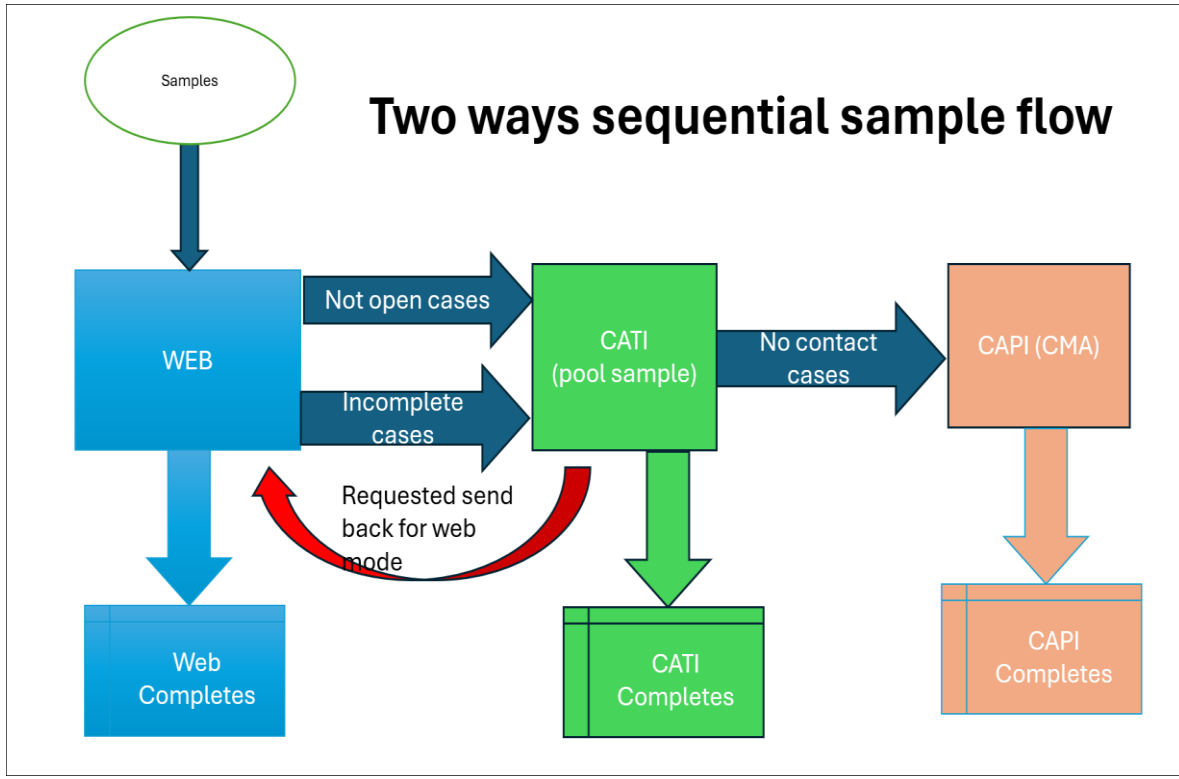 Samples
Two ways sequential sample flow
Not open cases
WEB
CATI
(pool sample)
No contact
cases
CAPI (CMA)
Incomplete
cases
Requested send
back for web
mode
Web
Completes
CATI
Completes
CAPI
Completes